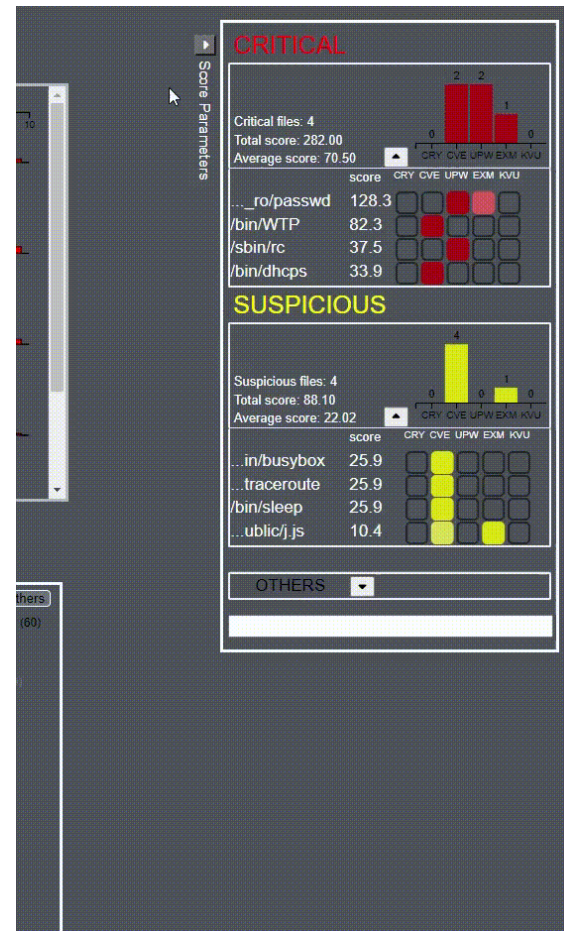 CRITICAL
Score Parameters
10
2 2
1
0 0
Critical files: 4
Total score: 282.00
Average score: 70.50
CRY CVE UPW EXM KVU
score CRY CVE UPW EXM KVU
..._ro/passwd 128.3
/bin/WTP 82.3
/sbin/rc 37.5
/bin/dhcps 33.9
SUSPICIOUS
4
1
0 0 0
Suspicious files: 4
Total score: 88.10
Average score: 22.02
CRY CVE UPW EXM KVU
score CRY CVE UPW EXM KVU
...in/busybox 25.9
...traceroute 25.9
/bin/sleep 25.9
...ublic/j.js 10.4
OTHERS
thers
(60)